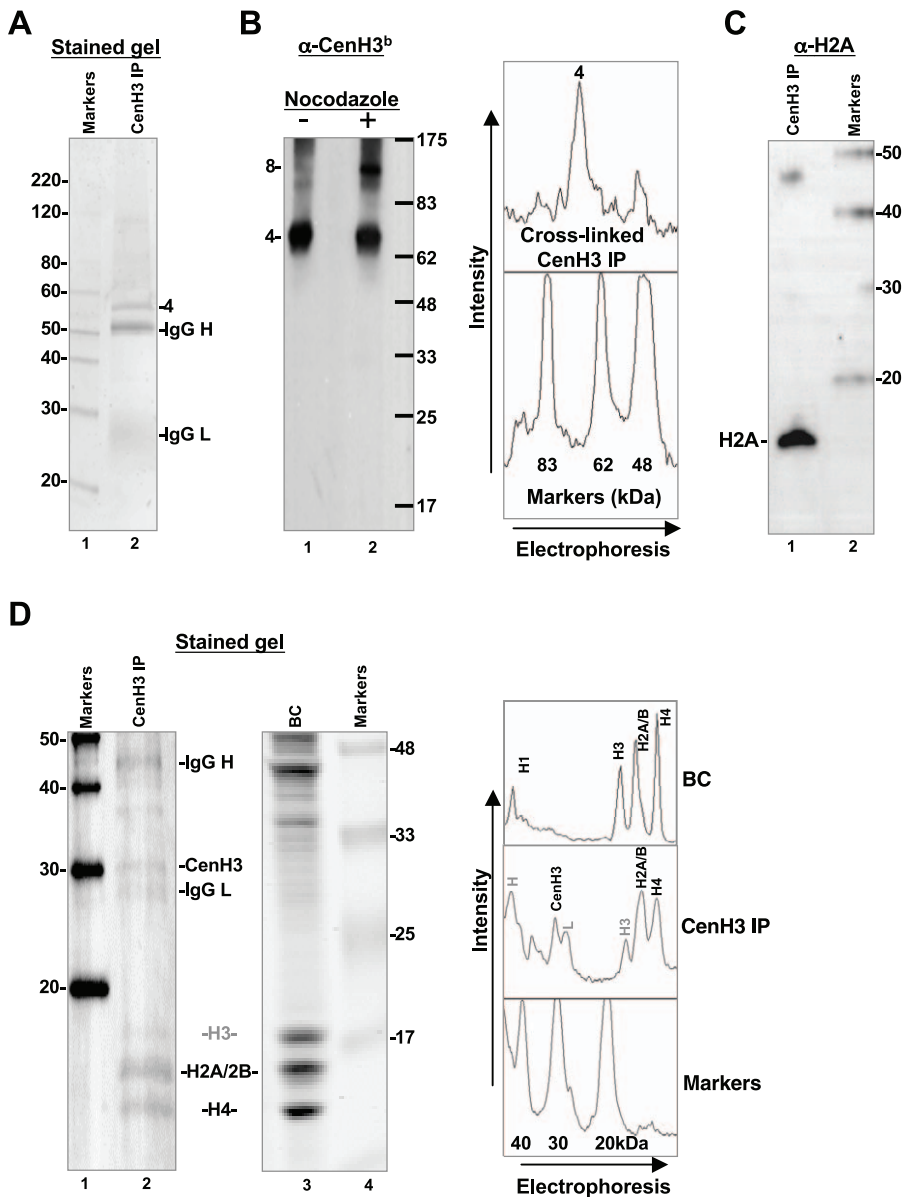 A
Stained gel
Markers
CenH3 IP
220-
120-
80-
60-
50-
40-
30-
20-
-4
-IgG H
-IgG L
1
2
B
α-CenH3ᵇ
Nocodazole
- +
8-
4-
175
83
62
48
33
25
17
1
2
Intensity
4
Cross-linked
CenH3 IP
83 62 48
Markers (kDa)
Electrophoresis
C
α-H2A
CenH3 IP
Markers
-50
-40
-30
-20
H2A-
1
2
D
Stained gel
Markers
CenH3 IP
50-
40-
30-
20-
-IgG H
-CenH3
-IgG L
-H3-
-H2A/2B-
-H4-
1
2
BC
Markers
-48
-33
-25
-17
3
4
Intensity
H1
H3
H2A/B
H4
BC
H
CenH3
L
H3
H2A/B
H4
CenH3 IP
Markers
40 30 20kDa
Electrophoresis